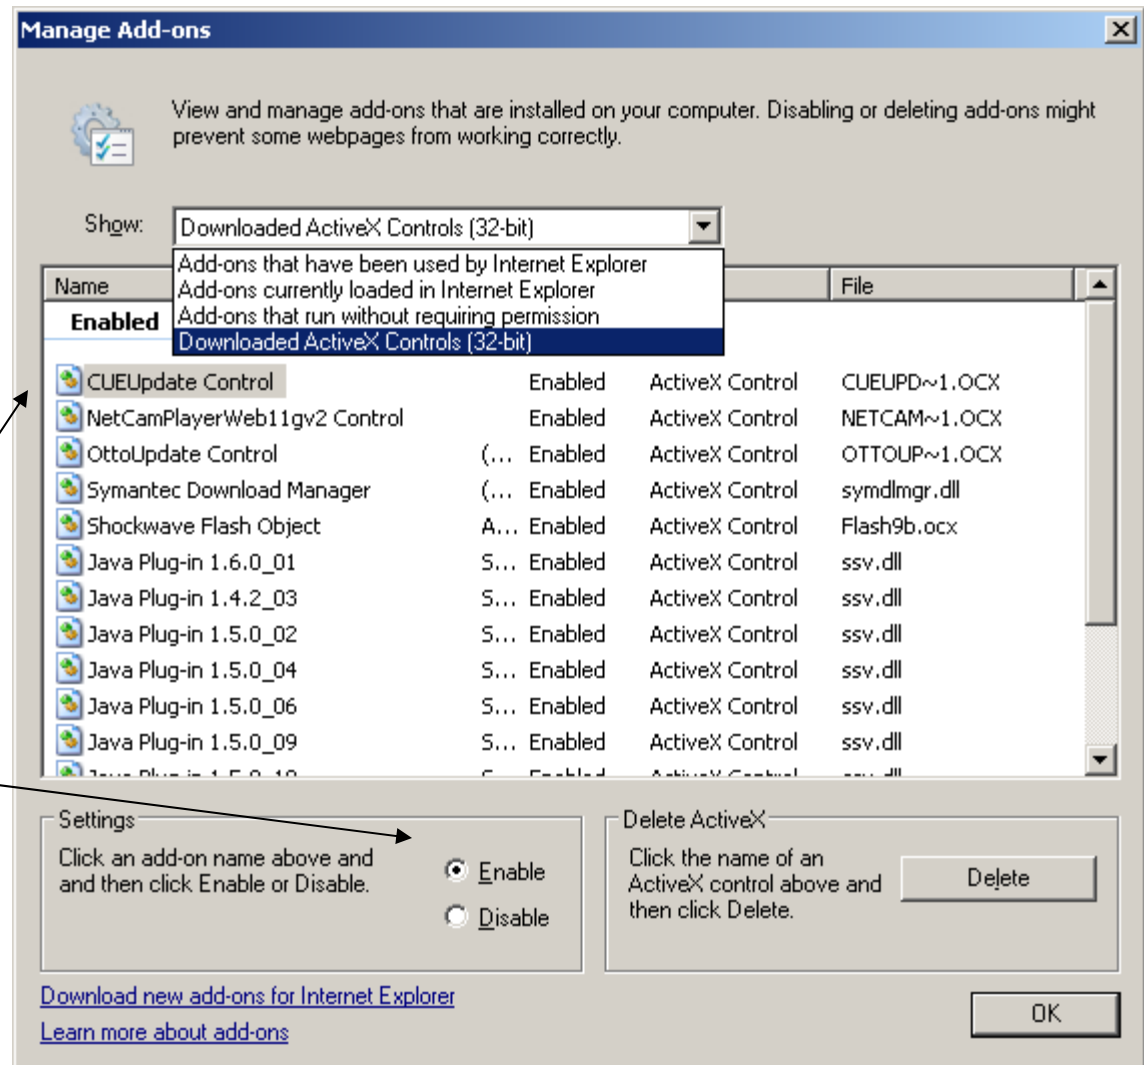 Manage Add-ons
View and manage add-ons that are installed on your computer. Disabling or deleting add-ons might
prevent some webpages from working correctly.
Show: Downloaded ActiveX Controls (32-bit)
Add-ons that have been used by Internet Explorer
Add-ons currently loaded in Internet Explorer
Add-ons that run without requiring permission
Downloaded ActiveX Controls (32-bit)
Name File
Enabled
CUEUpdate Control Enabled ActiveX Control CUEUPD~1.OCX
NetCamPlayerWeb11gv2 Control Enabled ActiveX Control NETCAM~1.OCX
OttoUpdate Control (... Enabled ActiveX Control OTTOUP~1.OCX
Symantec Download Manager (... Enabled ActiveX Control symdlmgr.dll
Shockwave Flash Object A... Enabled ActiveX Control Flash9b.ocx
Java Plug-in 1.6.0_01 S... Enabled ActiveX Control ssv.dll
Java Plug-in 1.4.2_03 S... Enabled ActiveX Control ssv.dll
Java Plug-in 1.5.0_02 S... Enabled ActiveX Control ssv.dll
Java Plug-in 1.5.0_04 S... Enabled ActiveX Control ssv.dll
Java Plug-in 1.5.0_06 S... Enabled ActiveX Control ssv.dll
Java Plug-in 1.5.0_09 S... Enabled ActiveX Control ssv.dll
Settings
Click an add-on name above and
and then click Enable or Disable.
Enable
Disable
Delete ActiveX
Click the name of an
ActiveX control above and
then click Delete.
Delete
Download new add-ons for Internet Explorer
Learn more about add-ons
OK